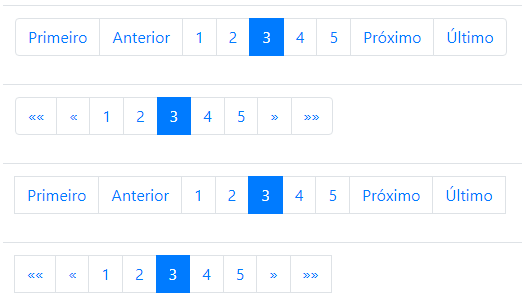 Primeiro Anterior 1 2 3 4 5 Próximo Último
«« « 1 2 3 4 5 » »»
Primeiro Anterior 1 2 3 4 5 Próximo Último
«« « 1 2 3 4 5 » »»